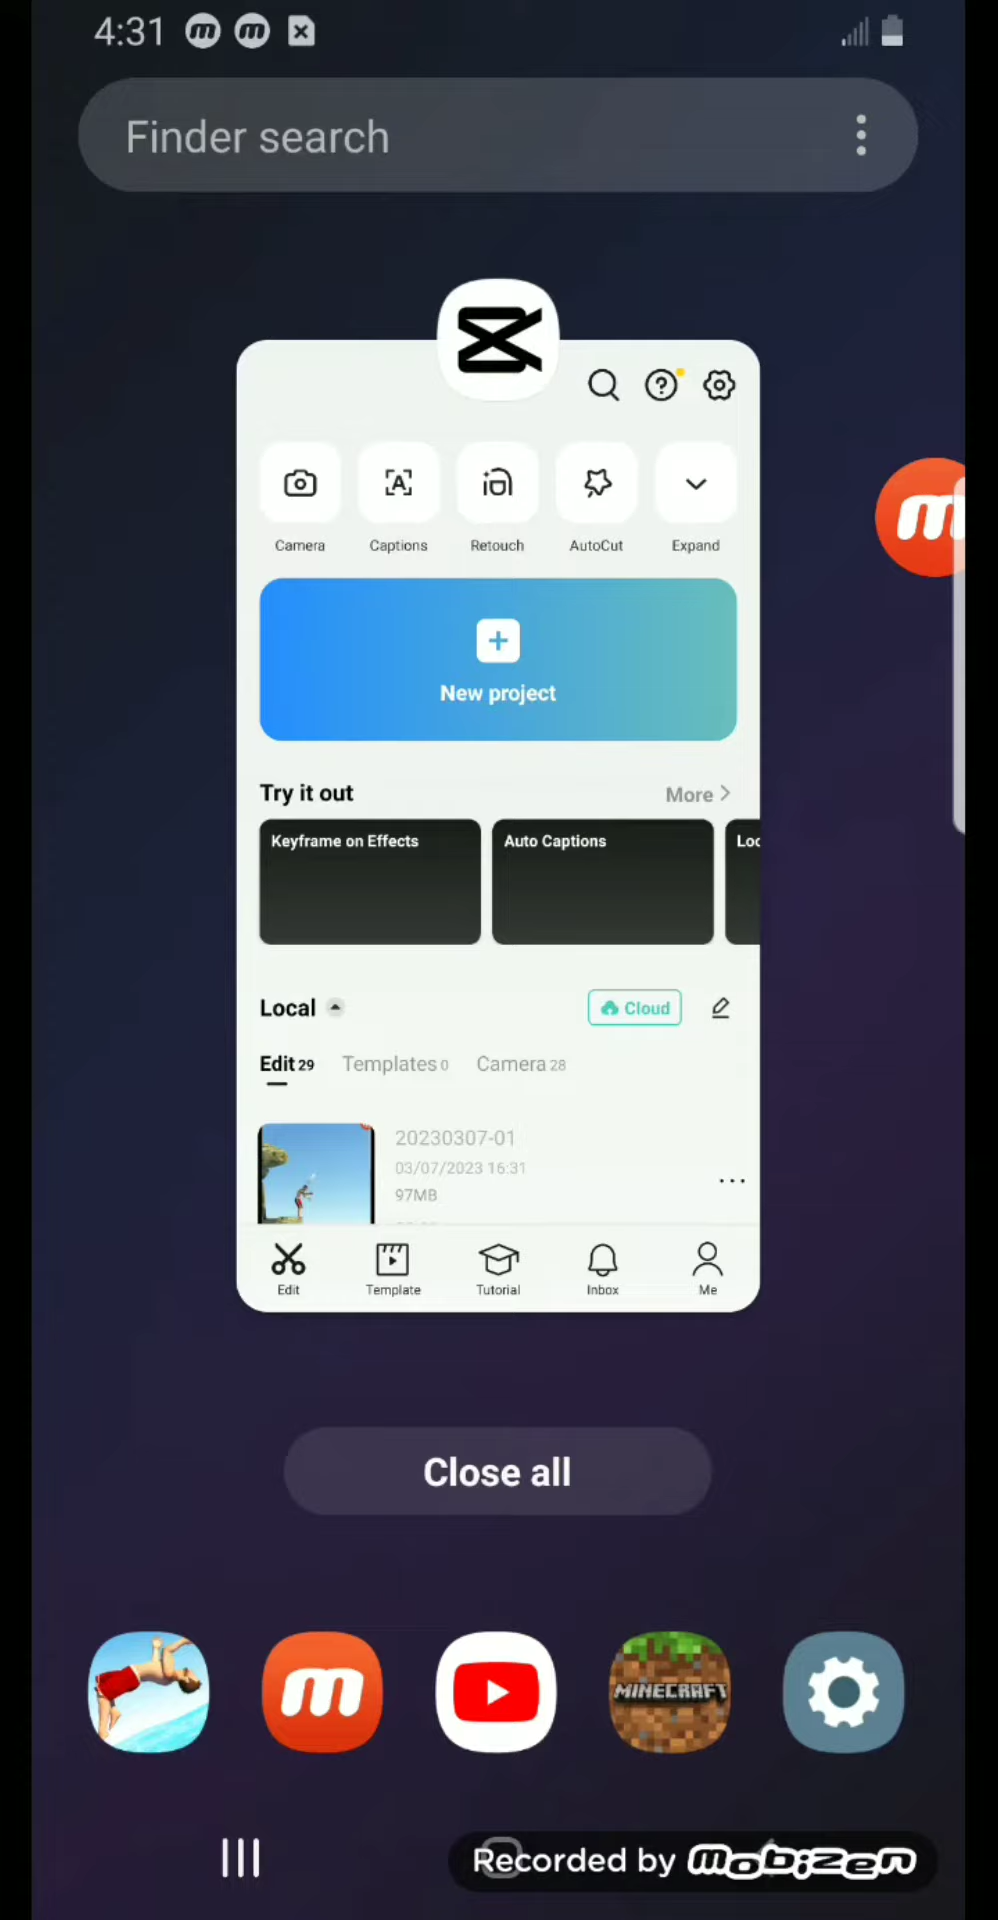 4:31
Finder search
Camera
Captions
Retouch
AutoCut
Expand
New project
Try it out
More
Keyframe on Effects
Auto Captions
Loc
Local
Cloud
Edit 29
Templates 0
Camera 28
20230307-01
03/07/2023 16:31
97MB
Edit
Template
Tutorial
Inbox
Me
Close all
m
MINECRAFT
Recorded by mobizen